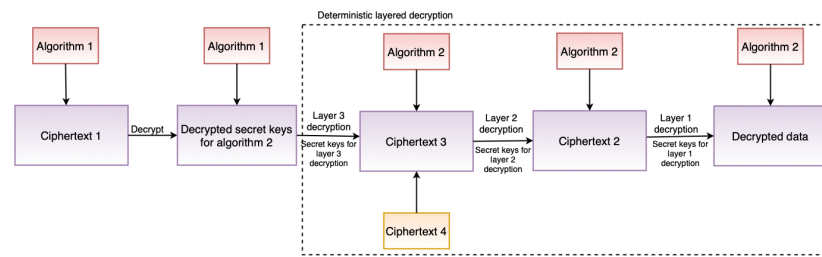 Deterministic layered decryption
Algorithm 1
Algorithm 1
Algorithm 2
Algorithm 2
Algorithm 2
Ciphertext 1
Decrypt
Decrypted secret keys
for algorithm 2
Layer 3
decryption
Secret keys for
layer 3
decryption
Ciphertext 3
Layer 2
decryption
Secret keys for
layer 2
decryption
Ciphertext 2
Layer 1
decryption
Secret keys for
layer 1
decryption
Decrypted data
Ciphertext 4